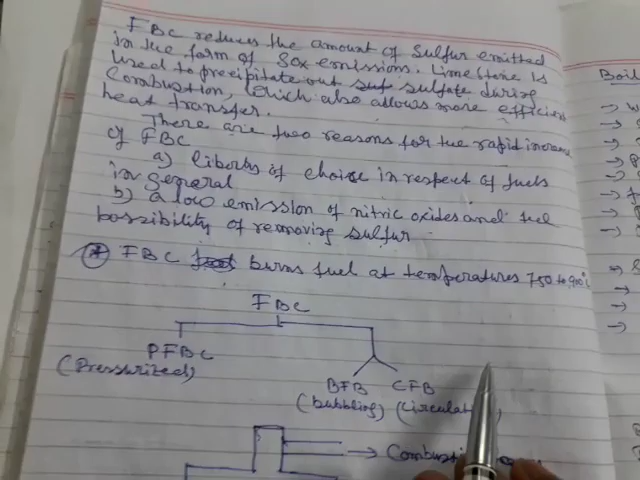 FBC reduces the amount of Sulfur emitted
in the form of SOx emissions. Limestone is
used to precipitate out sulfate during
Combustion, which also allows more efficient
heat transfer.
There are two reasons for the rapid increase
of FBC
a) liberty of choice in respect of fuels
in general
b) a low emission of nitric oxides and the
possibility of removing sulfur
* FBC burns fuel at temperatures 750 to 900°C
FBC
PFBC
(Pressurized)
BFB CFB
(bubbling) (Circulat
→ Combustion
Boil